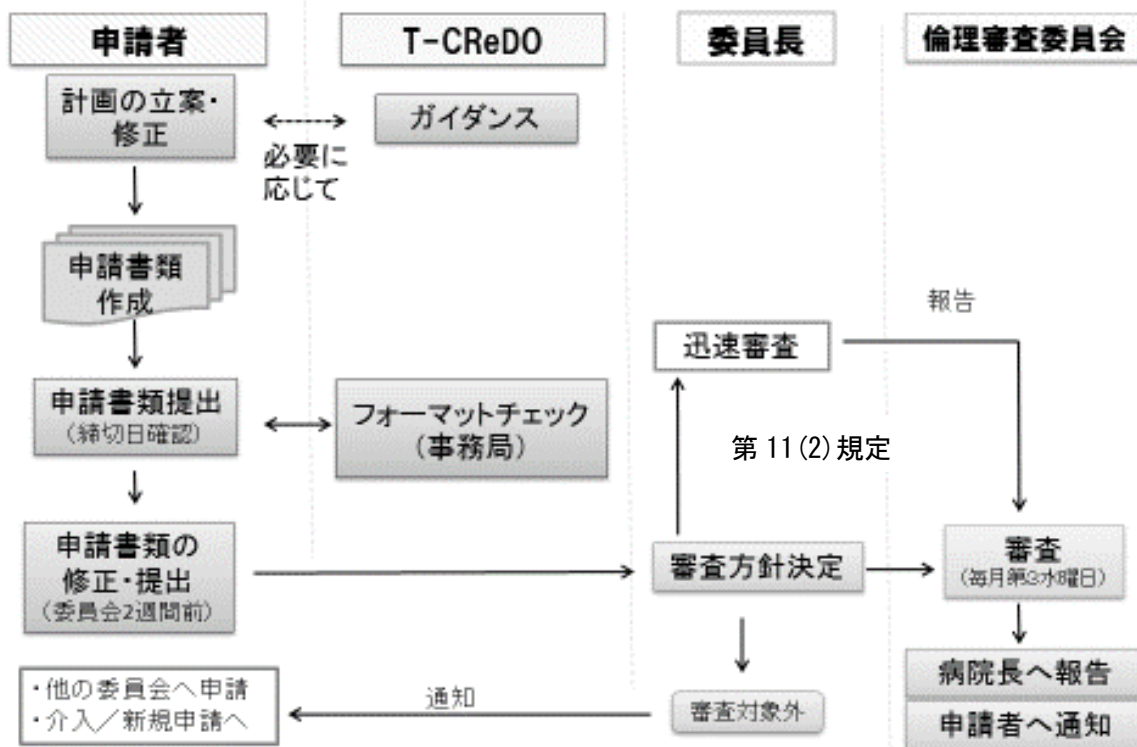 申請者
T-CReDO
委員長
倫理審査委員会
計画の立案・
修正
ガイダンス
必要に
応じて
申請書類
作成
報告
迅速審査
申請書類提出
（締切日確認）
フォーマットチェック
（事務局）
第 11(2) 規定
申請書類の
修正・提出
（委員会2週間前）
審査方針決定
審査
（毎月第3水曜日）
病院長へ報告
申請者へ通知
・他の委員会へ申請
・介入／新規申請へ
通知
審査対象外